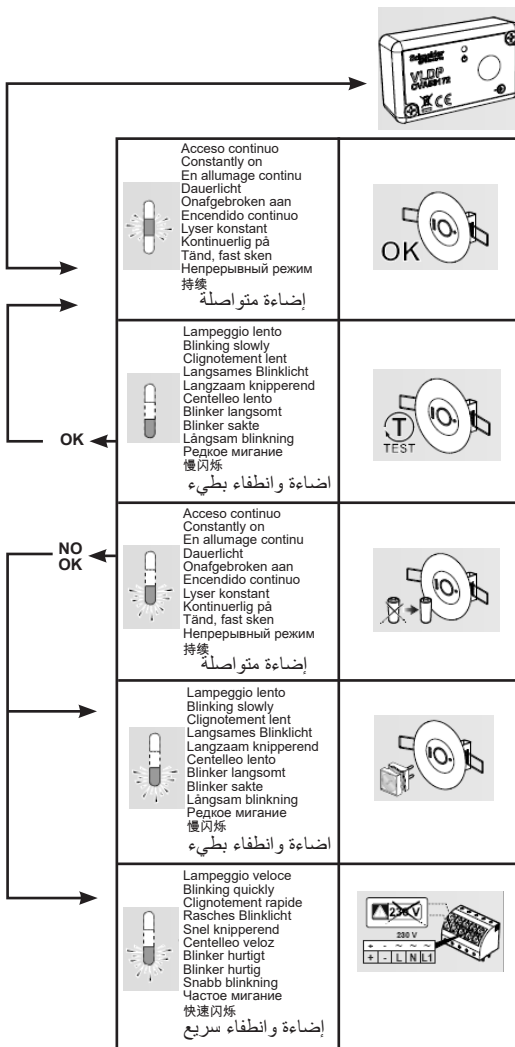 Schneider
VLDP
OVA59172
CE
Acceso continuo
Constantly on
En allumage continu
Dauerlicht
Onafgebroken aan
Encendido continuo
Lyser konstant
Kontinuerlig på
Tänd, fast sken
Непрерывный режим
持续
إضاءة متواصلة
OK
Lampeggio lento
Blinking slowly
Clignotement lent
Langsames Blinklicht
Langzaam knipperend
Centelleo lento
Blinker langsomt
Blinker sakte
Långsam blinkning
Редкое мигание
慢闪烁
اضاءة وانطفاء بطيء
T
TEST
OK
NO
OK
Acceso continuo
Constantly on
En allumage continu
Dauerlicht
Onafgebroken aan
Encendido continuo
Lyser konstant
Kontinuerlig på
Tänd, fast sken
Непрерывный режим
持续
إضاءة متواصلة
Lampeggio lento
Blinking slowly
Clignotement lent
Langsames Blinklicht
Langzaam knipperend
Centelleo lento
Blinker langsomt
Blinker sakte
Långsam blinkning
Редкое мигание
慢闪烁
اضاءة وانطفاء بطيء
Lampeggio veloce
Blinking quickly
Clignotement rapide
Rasches Blinklicht
Snel knipperend
Centelleo veloz
Blinker hurtigt
Blinker hurtig
Snabb blinkning
Частое мигание
快速闪烁
إضاءة وانطفاء سريع
230 V
230 V
+ - ~ ~ ~
+ - L N L1